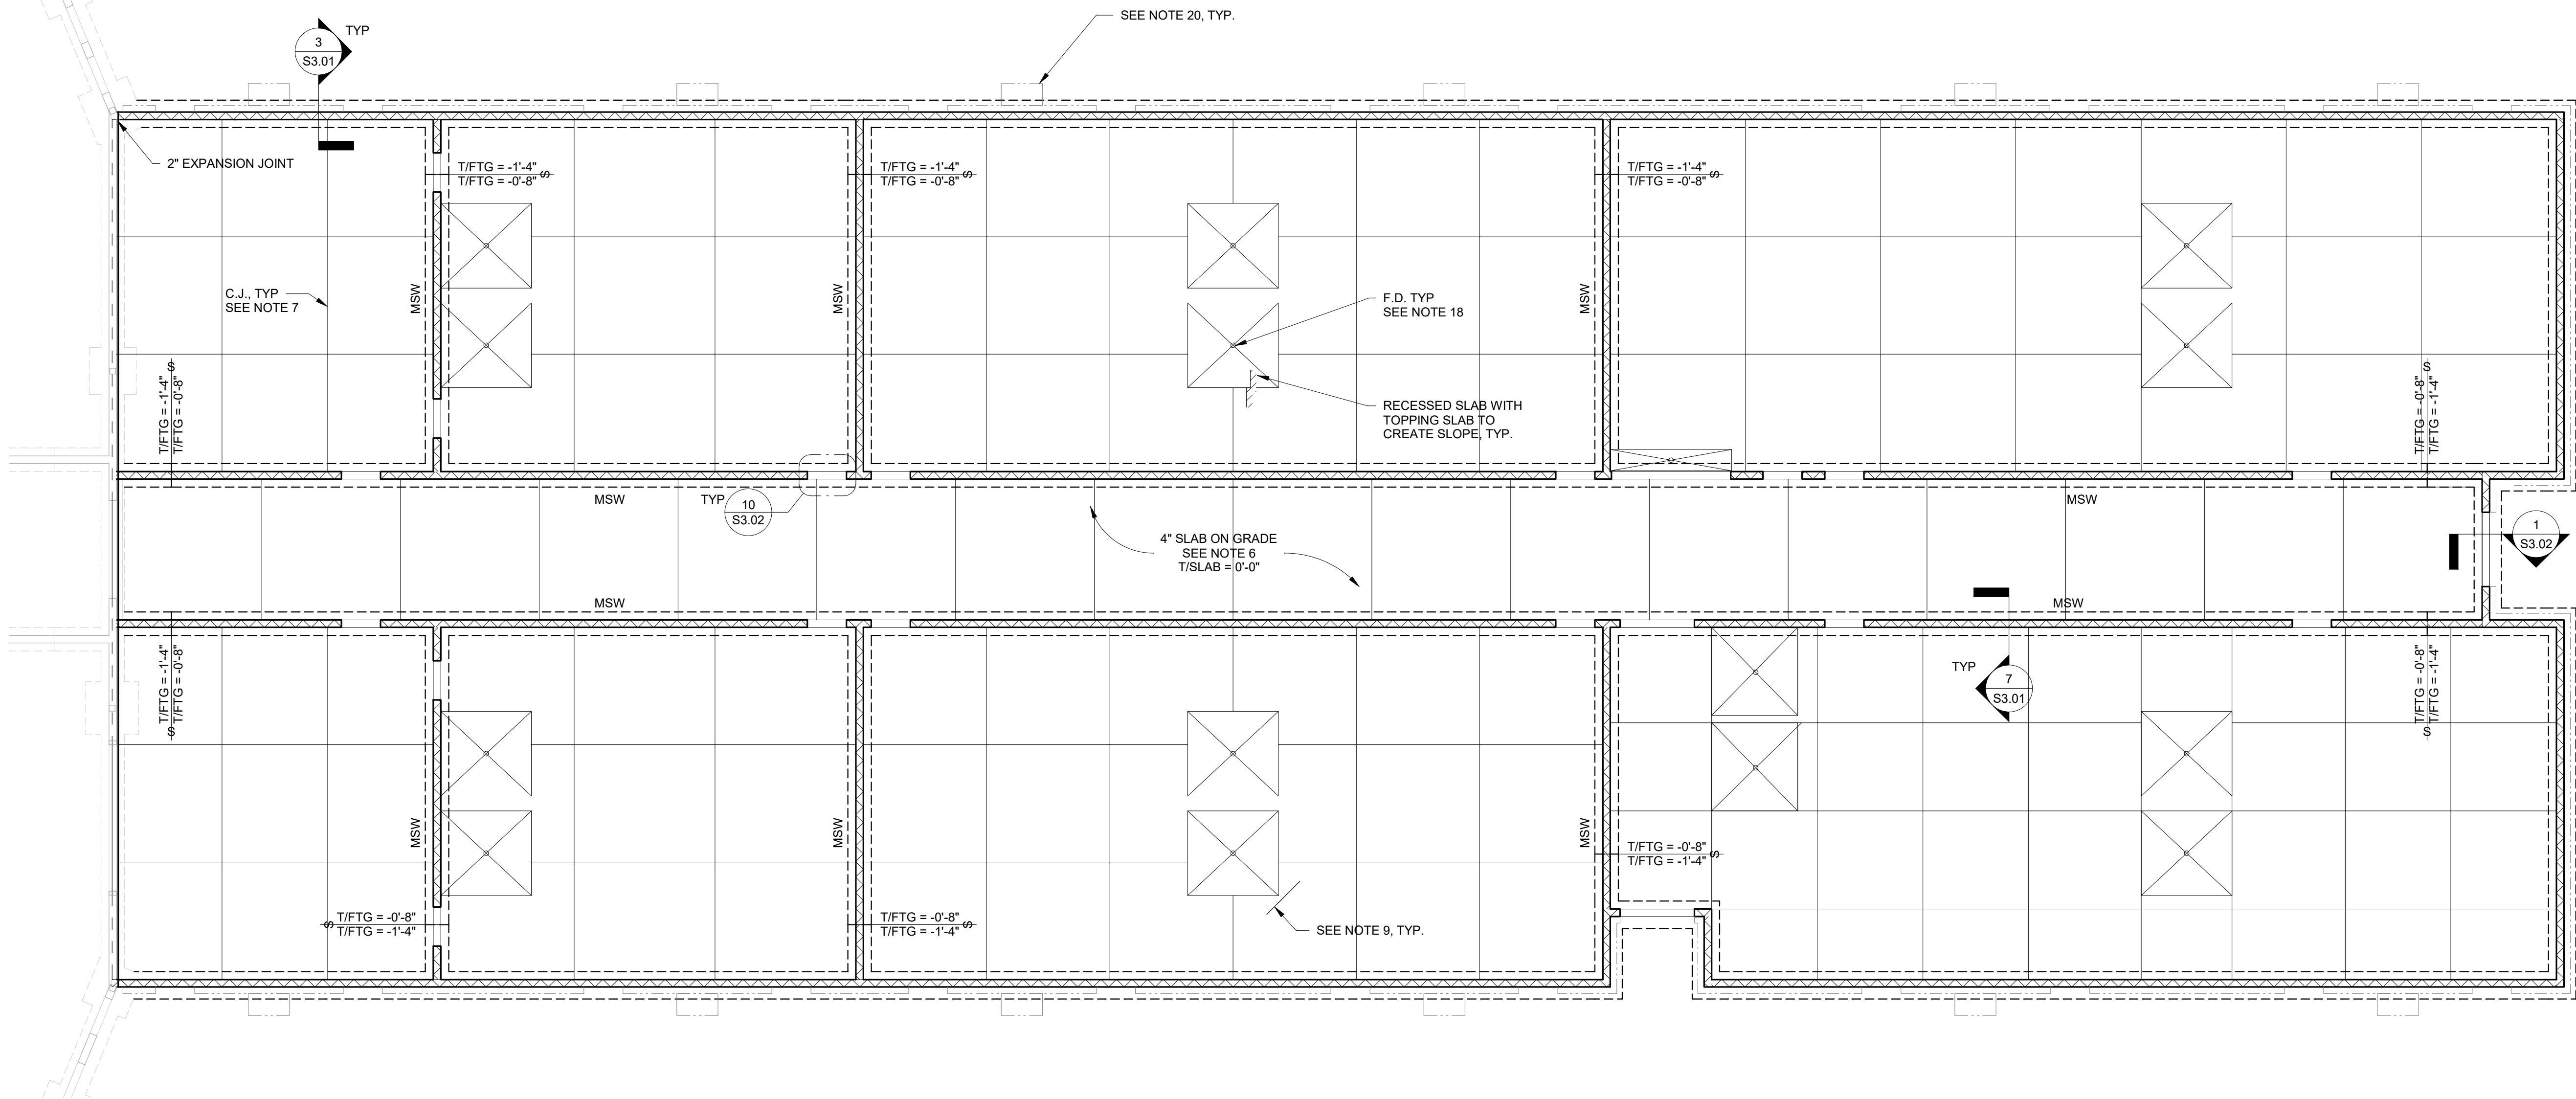 SEE NOTE 20, TYP.
3
S3.01
TYP
2" EXPANSION JOINT
T/FTG = -1'-4"
T/FTG = -0'-8"
S
T/FTG = -1'-4"
T/FTG = -0'-8"
S
T/FTG = -1'-4"
T/FTG = -0'-8"
S
C.J., TYP
SEE NOTE 7
MSW
MSW
F.D. TYP
SEE NOTE 18
MSW
RECESSED SLAB WITH
TOPPING SLAB TO
CREATE SLOPE, TYP.
S
T/FTG = -1'-4"
T/FTG = -0'-8"
S
T/FTG = -0'-8"
T/FTG = -1'-4"
MSW
TYP
10
S3.02
MSW
4" SLAB ON GRADE
SEE NOTE 6
T/SLAB = 0'-0"
1
S3.02
MSW
MSW
T/FTG = -1'-4"
T/FTG = -0'-8"
S
TYP
7
S3.01
T/FTG = -0'-8"
T/FTG = -1'-4"
S
MSW
MSW
MSW
T/FTG = -0'-8"
T/FTG = -1'-4"
S
S
T/FTG = -0'-8"
T/FTG = -1'-4"
T/FTG = -0'-8"
T/FTG = -1'-4"
S
SEE NOTE 9, TYP.